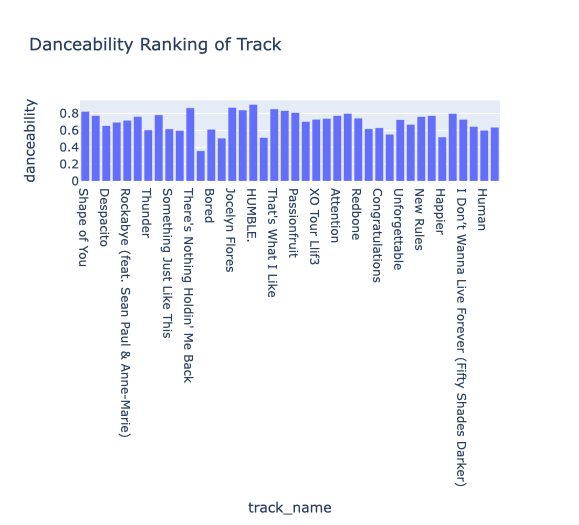 Danceability Ranking of Track
danceability
0.8
0.6
0.4
0.2
0
Shape of You
Despacito
Rockabye (feat. Sean Paul & Anne-Marie)
Thunder
Something Just Like This
There's Nothing Holdin' Me Back
Bored
Jocelyn Flores
HUMBLE.
That's What I Like
Passionfruit
XO Tour Llif3
Attention
Redbone
Congratulations
Unforgettable
New Rules
Happier
I Don't Wanna Live Forever (Fifty Shades Darker)
Human
track_name